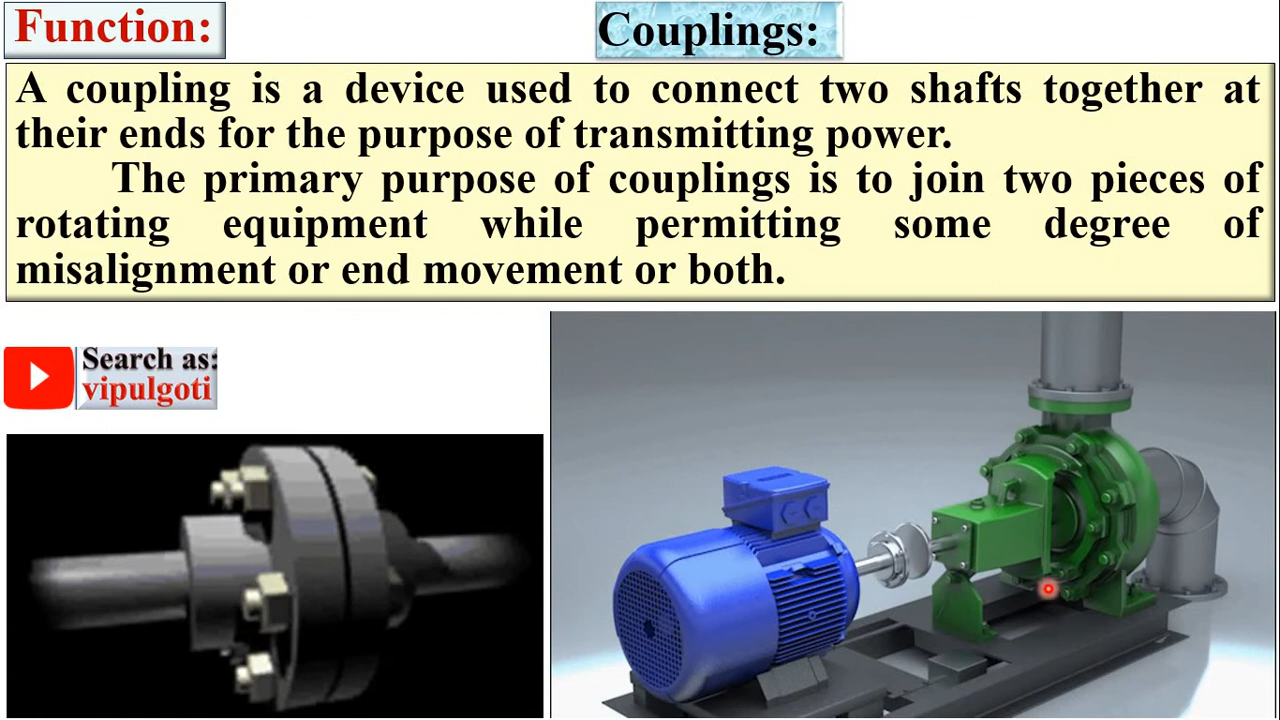 Function:
Couplings:
A coupling is a device used to connect two shafts together at
their ends for the purpose of transmitting power.
The primary purpose of couplings is to join two pieces of
rotating equipment while permitting some degree of
misalignment or end movement or both.
Search as:
vipulgoti